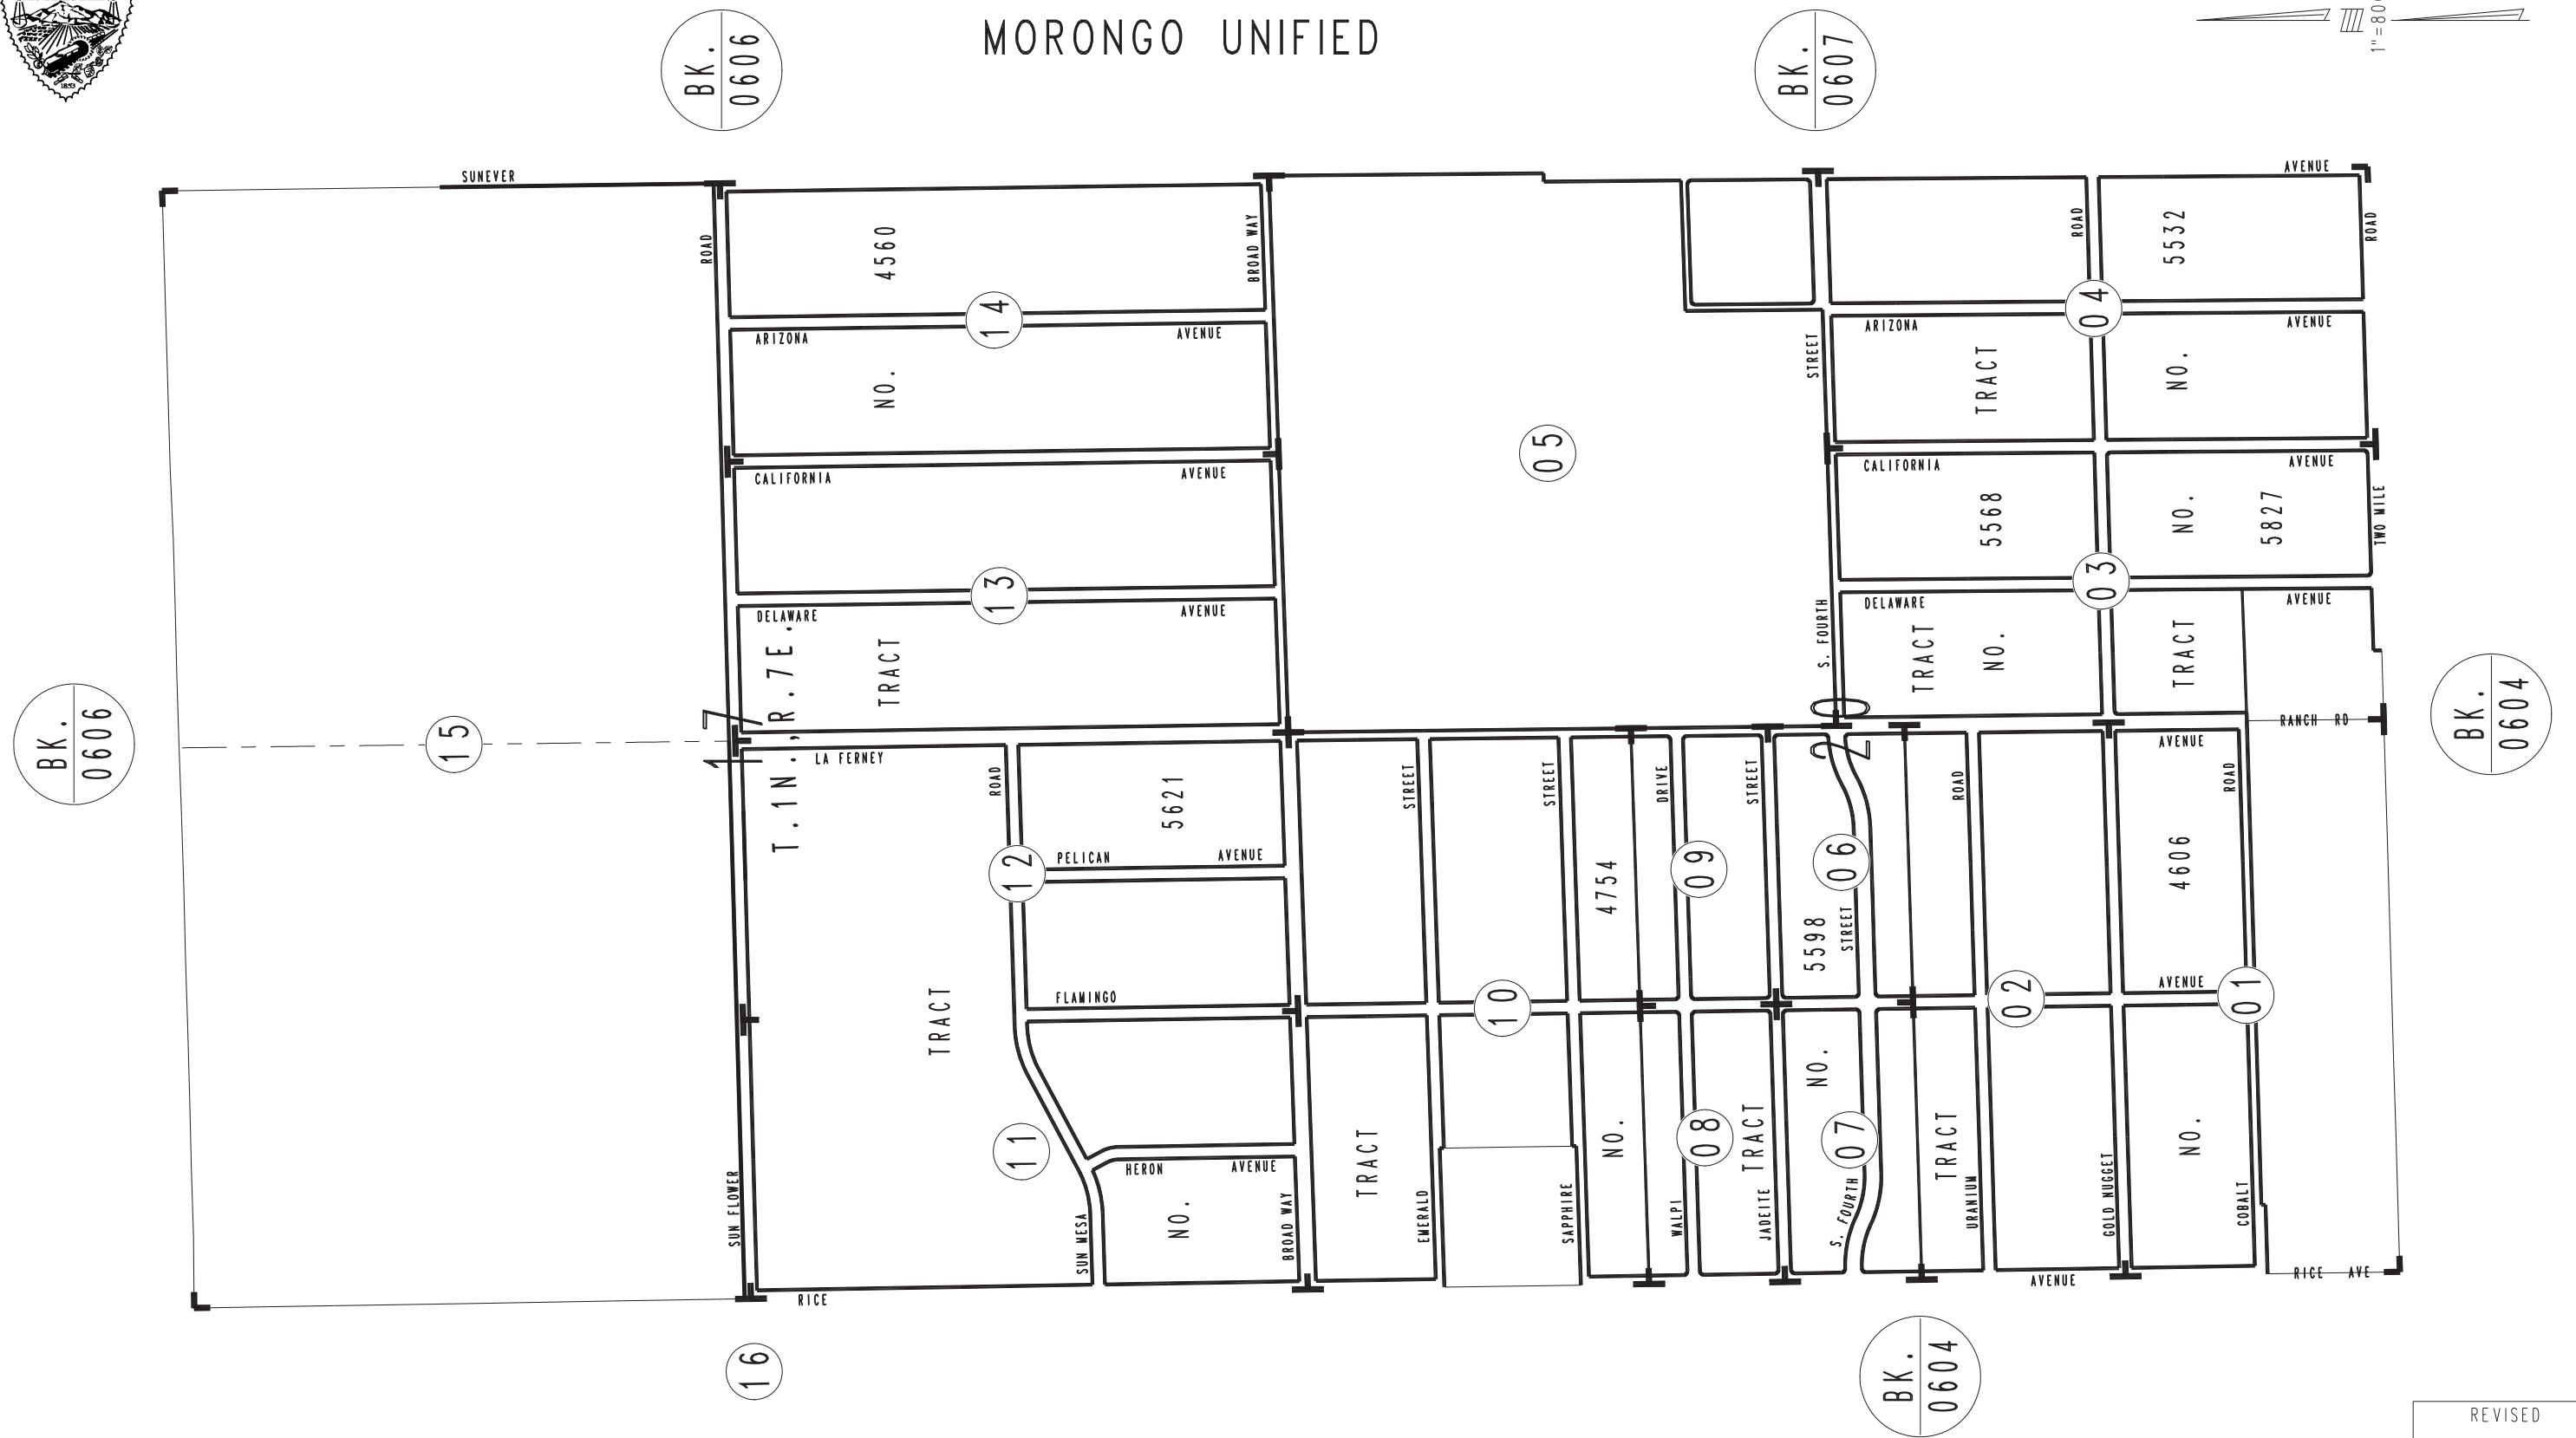 MORONGO UNIFIED
1853
BK.
0606
BK.
0607
SUNEVER
AVENUE
ROAD
4560
BROAD WAY
ROAD
5532
ROAD
14
04
ARIZONA
AVENUE
ARIZONA
AVENUE
NO.
STREET
TRACT
NO.
05
CALIFORNIA
AVENUE
CALIFORNIA
AVENUE
5568
NO.
5827
TWO MILE
13
03
DELAWARE
AVENUE
S. FOURTH
DELAWARE
AVENUE
TRACT
TRACT
NO.
TRACT
BK.
0606
15
17
20
T.1N.,R.7E.
RANCH RD
BK.
0604
LA FERNEY
AVENUE
ROAD
5621
STREET
STREET
DRIVE
STREET
ROAD
ROAD
12
PELICAN
AVENUE
4754
09
06
4606
5598
STREET
FLAMINGO
AVENUE
10
02
01
TRACT
NO.
11
HERON
AVENUE
TRACT
NO.
08
TRACT
07
TRACT
NO.
SUN FLOWER
SUN MESA
NO.
BROAD WAY
EMERALD
SAPPHIRE
WALPI
JADEITE
S. FOURTH
URANIUM
GOLD NUGGET
COBALT
RICE
AVENUE
RICE AVE
16
BK.
0604
REVISED